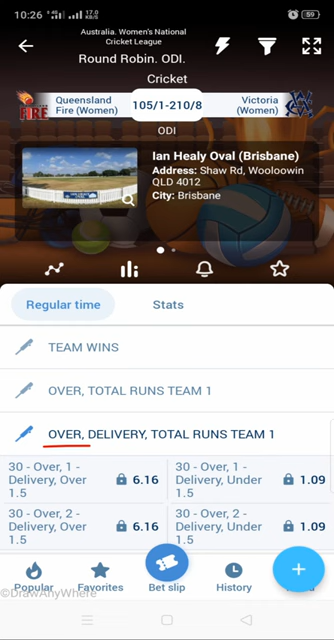 10:26 17.0 KB/S 59
Australia. Women's National
Cricket League
Round Robin. ODI.
Cricket
Queensland
Fire (Women)
105/1-210/8
Victoria
(Women)
FIRE
ODI
Ian Healy Oval (Brisbane)
Address: Shaw Rd, Wooloowin
QLD 4012
City: Brisbane
Regular time
Stats
TEAM WINS
OVER, TOTAL RUNS TEAM 1
OVER, DELIVERY, TOTAL RUNS TEAM 1
30 - Over, 1 -
Delivery, Over
1.5
6.16
30 - Over, 1 -
Delivery, Under
1.5
1.09
30 - Over, 2 -
Delivery, Over
1.5
6.16
30 - Over, 2 -
Delivery, Under
1.5
1.09
Popular
Favorites
Bet slip
History
©DrawAnyWhere